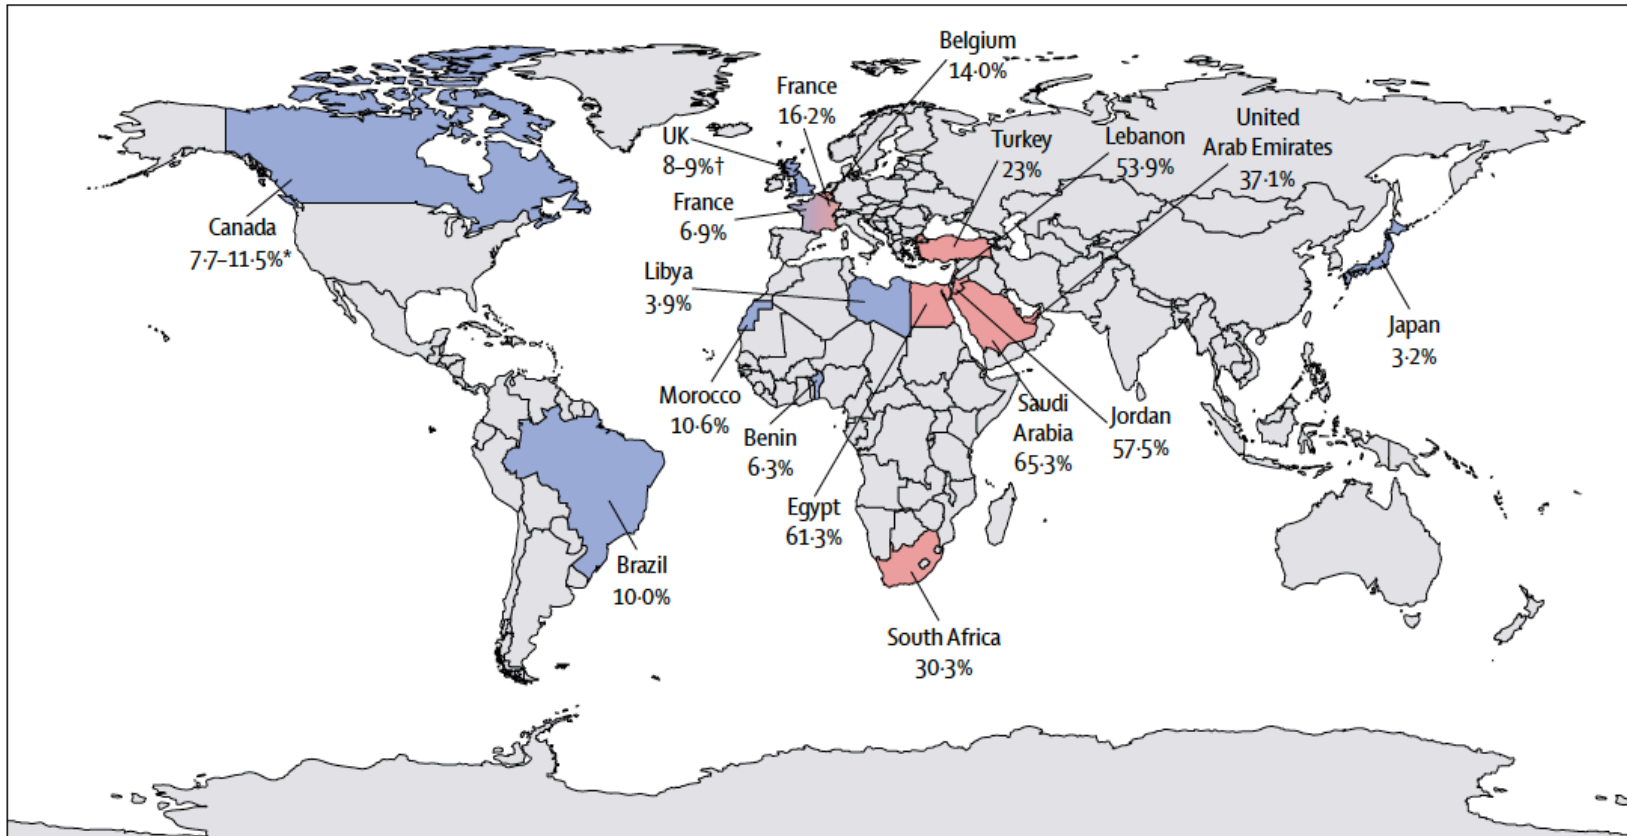 Belgium
14·0%
France
16·2%
UK
8–9%†
Turkey
23%
Lebanon
53·9%
United
Arab Emirates
37·1%
France
6·9%
Canada
7·7–11·5%*
Libya
3·9%
Japan
3·2%
Morocco
10·6%
Benin
6·3%
Saudi
Arabia
65·3%
Jordan
57·5%
Egypt
61·3%
Brazil
10·0%
South Africa
30·3%